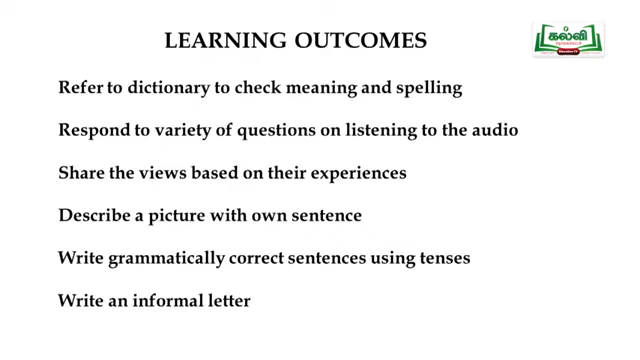 LEARNING OUTCOMES
கல்வி
Refer to dictionary to check meaning and spelling
Respond to variety of questions on listening to the audio
Share the views based on their experiences
Describe a picture with own sentence
Write grammatically correct sentences using tenses
Write an informal letter